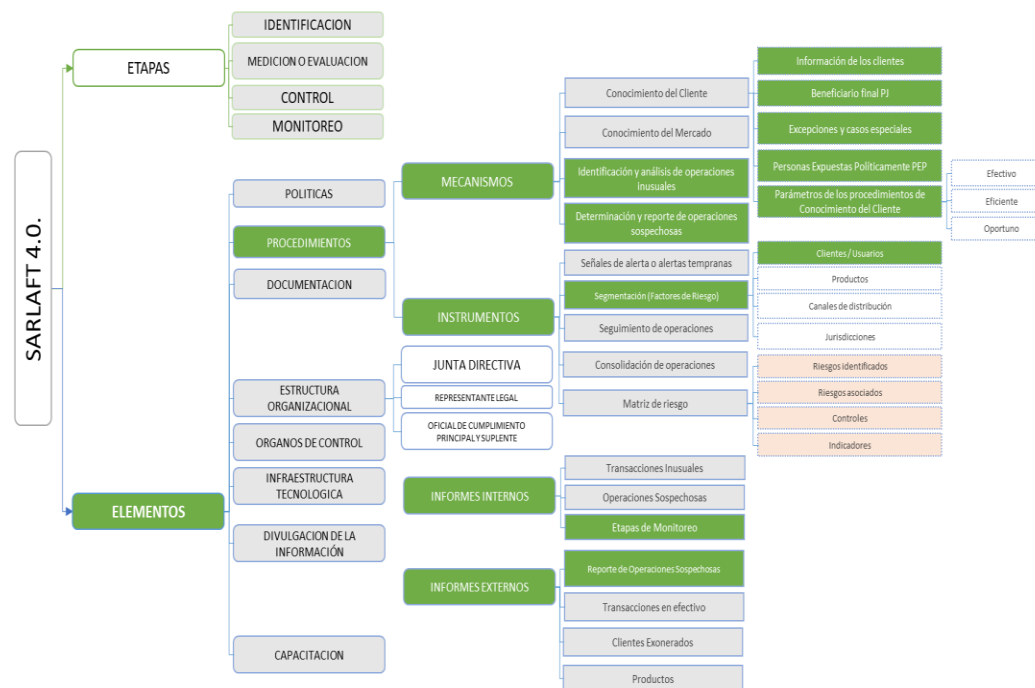 SARLAFT 4.0.
ETAPAS
IDENTIFICACION
MEDICION O EVALUACION
CONTROL
MONITOREO
ELEMENTOS
POLITICAS
PROCEDIMIENTOS
DOCUMENTACION
ESTRUCTURA
ORGANIZACIONAL
ORGANOS DE CONTROL
INFRAESTRUCTURA
TECNOLOGICA
DIVULGACION DE LA
INFORMACIÓN
CAPACITACION
MECANISMOS
INSTRUMENTOS
JUNTA DIRECTIVA
REPRESENTANTE LEGAL
OFICIAL DE CUMPLIMIENTO
PRINCIPAL Y SUPLENTE
INFORMES INTERNOS
INFORMES EXTERNOS
Conocimiento del Cliente
Conocimiento del Mercado
Identificación y análisis de operaciones
inusuales
Determinación y reporte de operaciones
sospechosas
Señales de alerta o alertas tempranas
Segmentación (Factores de Riesgo)
Seguimiento de operaciones
Consolidación de operaciones
Matriz de riesgo
Transacciones Inusuales
Operaciones Sospechosas
Etapas de Monitoreo
Reporte de Operaciones Sospechosas
Transacciones en efectivo
Clientes Exonerados
Productos
Información de los clientes
Beneficiario final PJ
Excepciones y casos especiales
Personas Expuestas Políticamente PEP
Parámetros de los procedimientos de
Conocimiento del Cliente
Efectivo
Eficiente
Oportuno
Clientes / Usuarios
Productos
Canales de distribución
Jurisdicciones
Riesgos identificados
Riesgos asociados
Controles
Indicadores